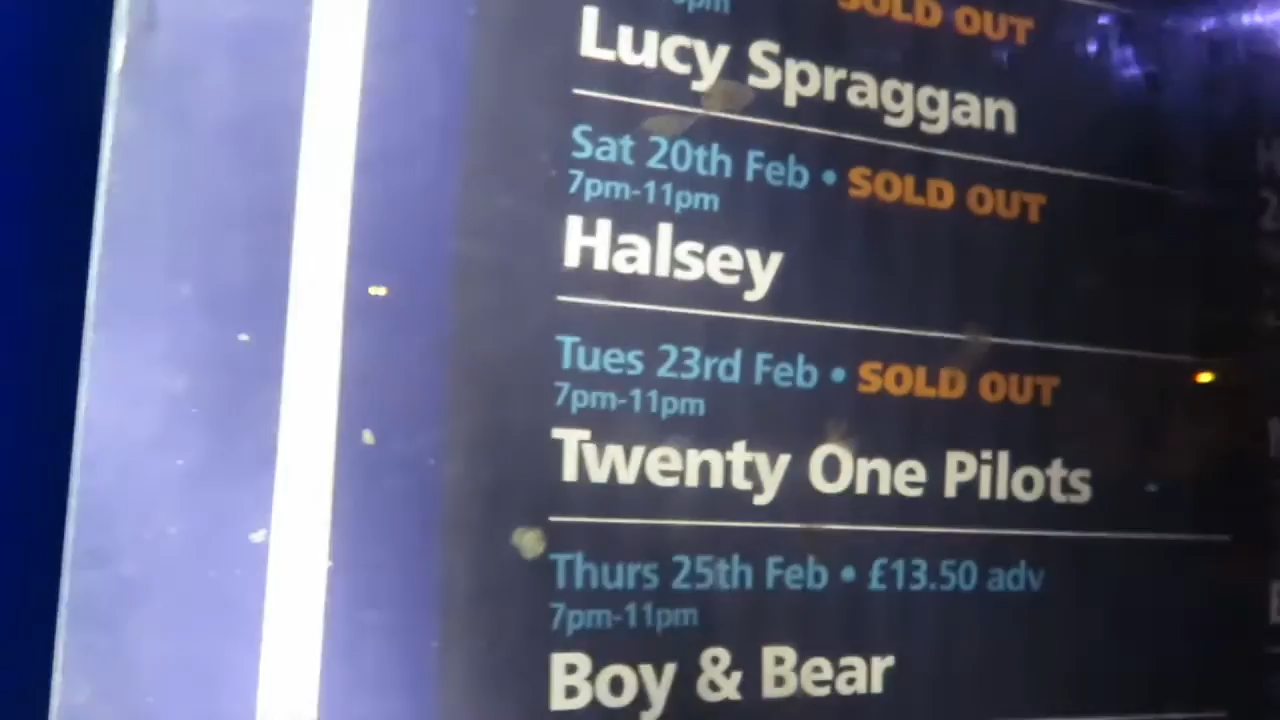 SOLD OUT
Lucy Spraggan
Sat 20th Feb • SOLD OUT
7pm-11pm
Halsey
Tues 23rd Feb • SOLD OUT
7pm-11pm
Twenty One Pilots
Thurs 25th Feb • £13.50 adv
7pm-11pm
Boy & Bear